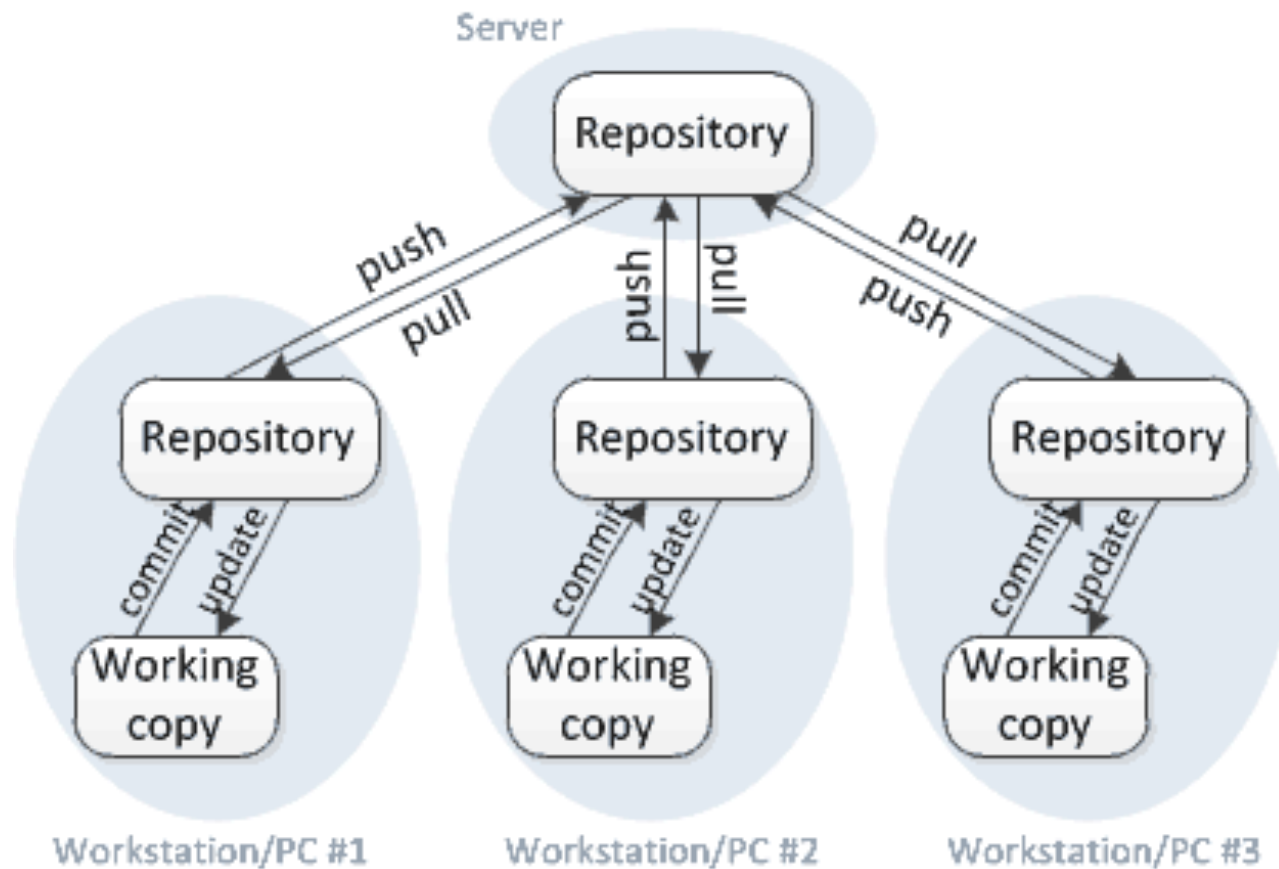 Server
Repository
push
pull
push
pull
pull
push
Repository
Repository
Repository
commit
update
commit
update
commit
update
Working
copy
Working
copy
Working
copy
Workstation/PC #1
Workstation/PC #2
Workstation/PC #3